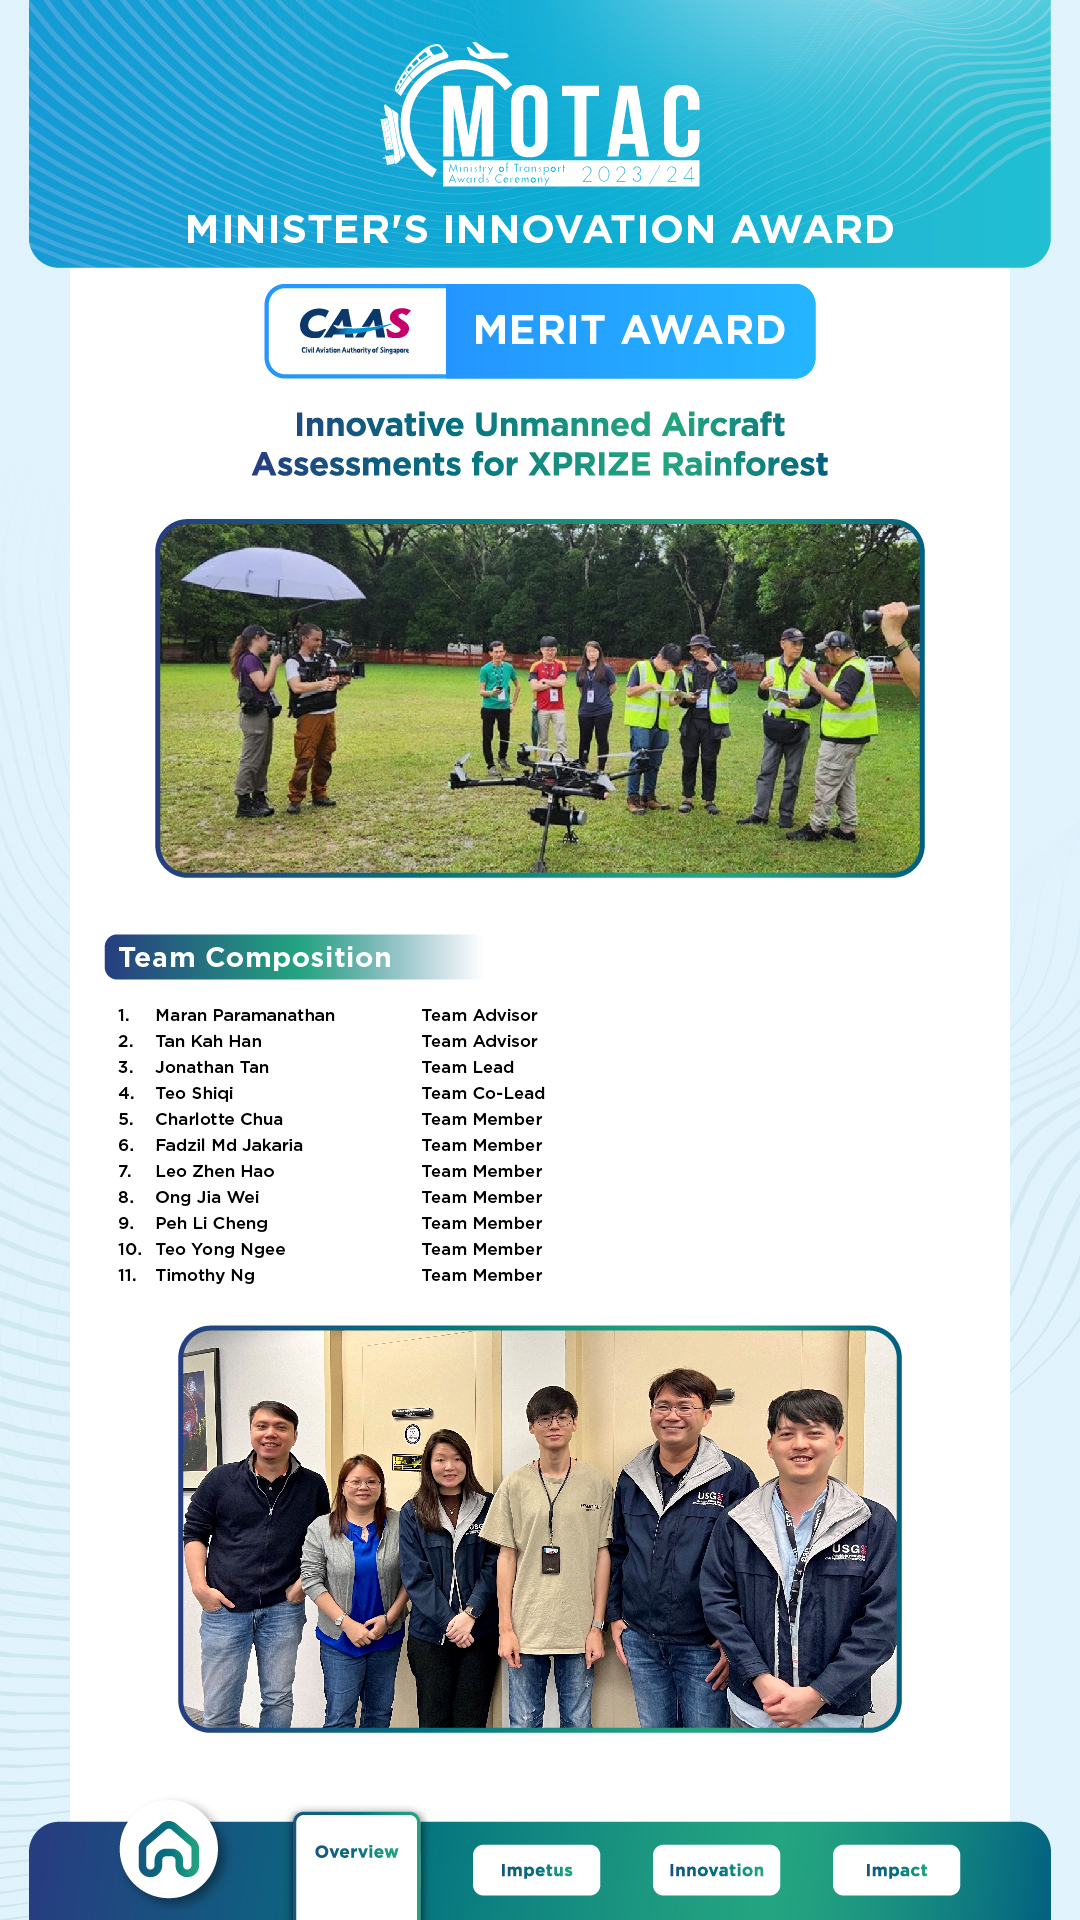 MOTAC
Ministry of Transport
Awards Ceremony 2023/24
MINISTER'S INNOVATION AWARD
CAAS
Civil Aviation Authority of Singapore
MERIT AWARD
Innovative Unmanned Aircraft
Assessments for XPRIZE Rainforest
Team Composition
1. Maran Paramanathan Team Advisor
2. Tan Kah Han Team Advisor
3. Jonathan Tan Team Lead
4. Teo Shiqi Team Co-Lead
5. Charlotte Chua Team Member
6. Fadzil Md Jakaria Team Member
7. Leo Zhen Hao Team Member
8. Ong Jia Wei Team Member
9. Peh Li Cheng Team Member
10. Teo Yong Ngee Team Member
11. Timothy Ng Team Member
USG
USG
USG
Overview
Impetus
Innovation
Impact